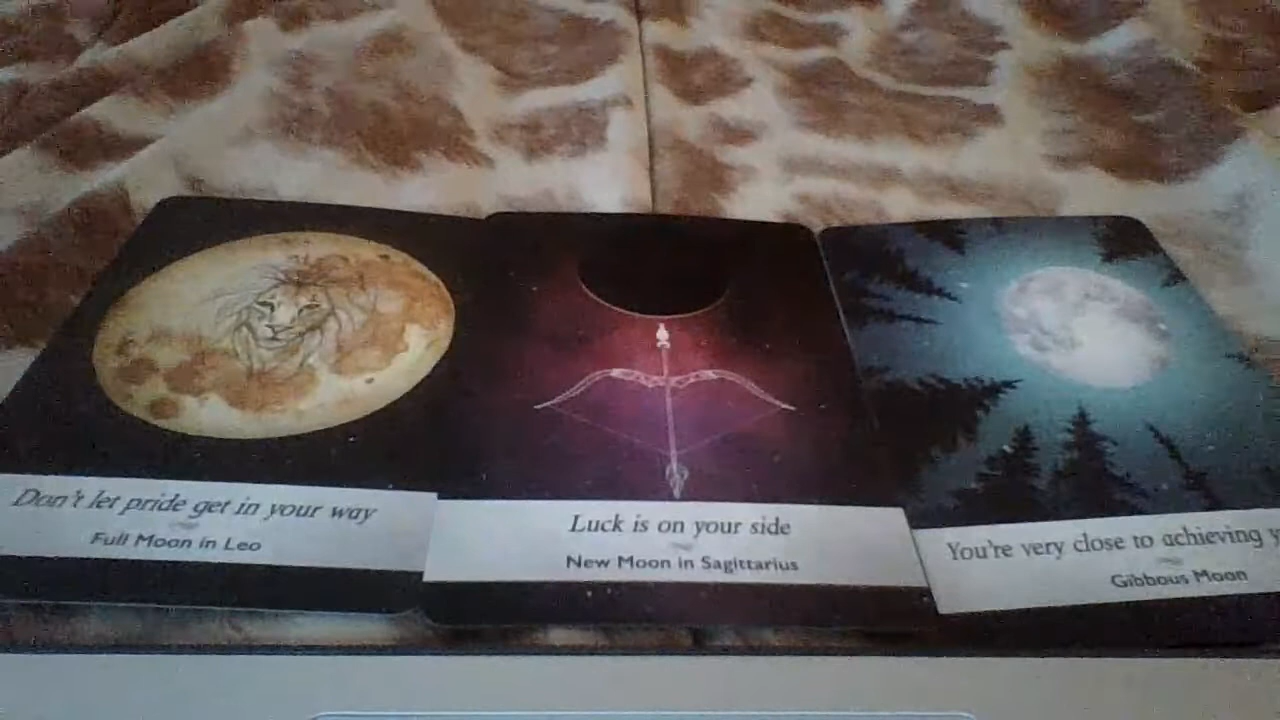 Don't let pride get in your way
Full Moon in Leo
Luck is on your side
New Moon in Sagittarius
You're very close to achieving y
Gibbous Moon